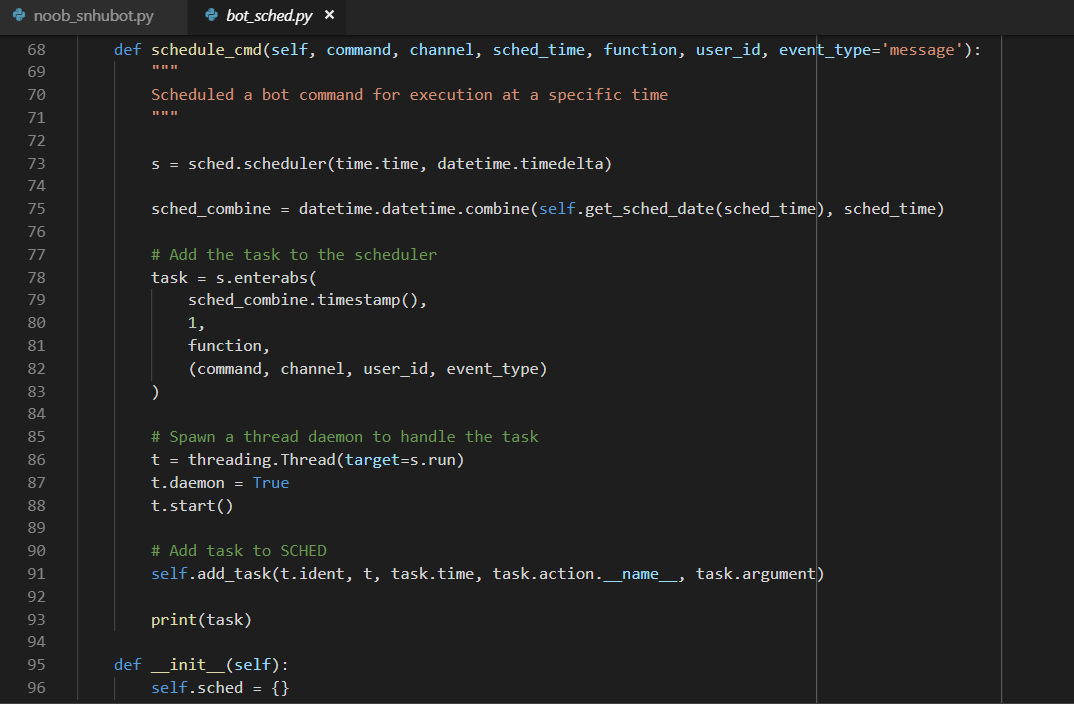 noob_snhubot.py bot_sched.py ×
68 def schedule_cmd(self, command, channel, sched_time, function, user_id, event_type='message'):
69 """
70 Scheduled a bot command for execution at a specific time
71 """
72
73 s = sched.scheduler(time.time, datetime.timedelta)
74
75 sched_combine = datetime.datetime.combine(self.get_sched_date(sched_time), sched_time)
76
77 # Add the task to the scheduler
78 task = s.enterabs(
79 sched_combine.timestamp(),
80 1,
81 function,
82 (command, channel, user_id, event_type)
83 )
84
85 # Spawn a thread daemon to handle the task
86 t = threading.Thread(target=s.run)
87 t.daemon = True
88 t.start()
89
90 # Add task to SCHED
91 self.add_task(t.ident, t, task.time, task.action.__name__, task.argument)
92
93 print(task)
94
95 def __init__(self):
96 self.sched = {}